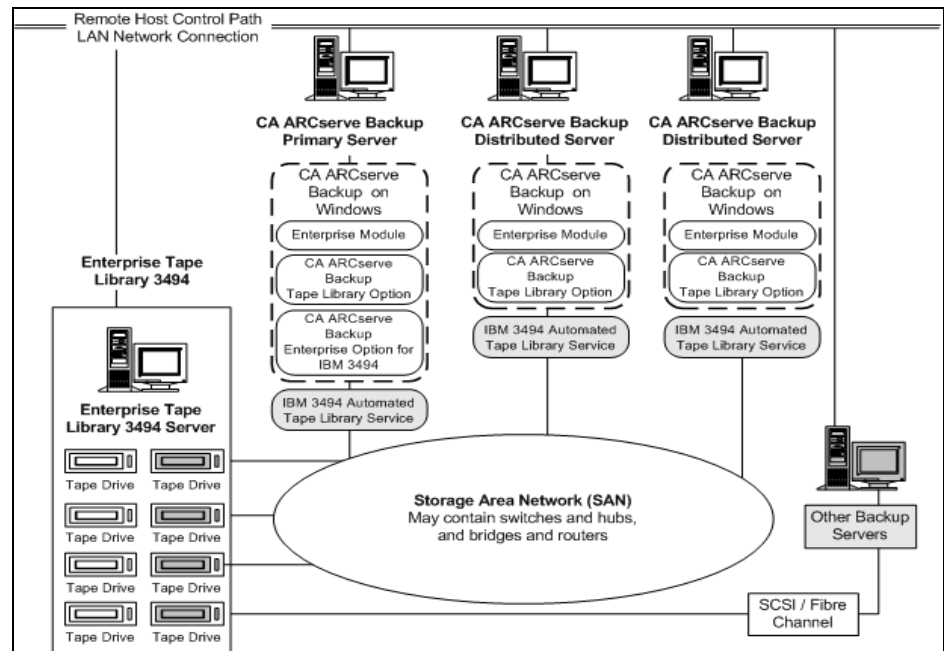 Remote Host Control Path
LAN Network Connection
CA ARCserve Backup
Primary Server
CA ARCserve Backup
Distributed Server
CA ARCserve Backup
Distributed Server
CA ARCserve
Backup on
Windows
Enterprise Module
CA ARCserve
Backup
Tape Library Option
CA ARCserve
Backup
Enterprise Option for
IBM 3494
IBM 3494 Automated
Tape Library Service
CA ARCserve
Backup on
Windows
Enterprise Module
CA ARCserve
Backup
Tape Library Option
IBM 3494 Automated
Tape Library Service
CA ARCserve
Backup on
Windows
Enterprise Module
CA ARCserve
Backup
Tape Library Option
IBM 3494 Automated
Tape Library Service
Enterprise Tape
Library 3494
Enterprise Tape
Library 3494 Server
Tape Drive
Tape Drive
Tape Drive
Tape Drive
Tape Drive
Tape Drive
Tape Drive
Tape Drive
Storage Area Network (SAN)
May contain switches and hubs,
and bridges and routers
Other Backup
Servers
SCSI / Fibre
Channel